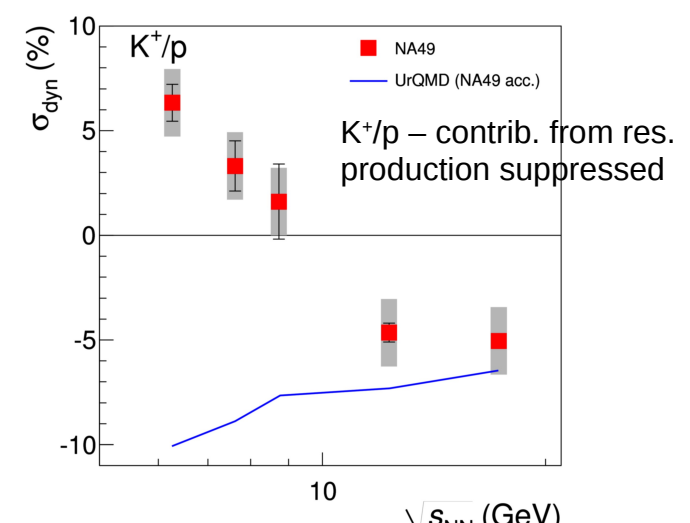 10
K⁺/p
NA49
UrQMD (NA49 acc.)
σdyn (%)
K⁺/p – contrib. from res.
production suppressed
5
0
-5
-10
10
√sNN (GeV)